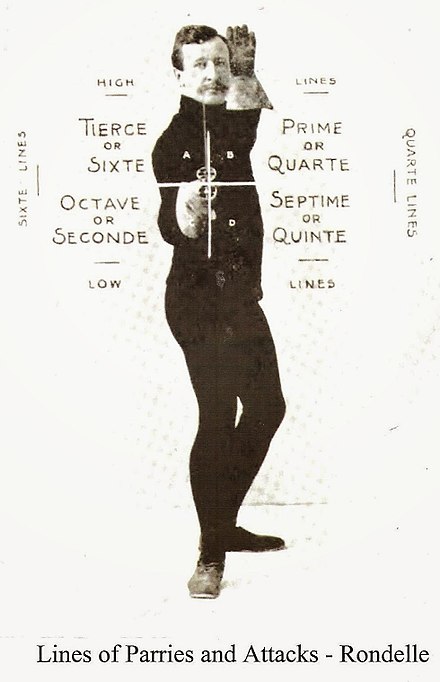 HIGH
LINES
TIERCE
OR
SIXTE
PRIME
OR
QUARTE
A B
SIXTE LINES
QUARTE LINES
OCTAVE
OR
SECONDE
SEPTIME
OR
QUINTE
D
LOW
LINES
Lines of Parries and Attacks - Rondelle